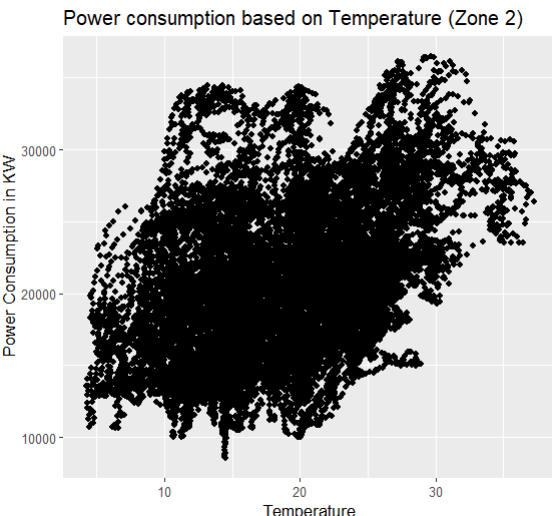 Power consumption based on Temperature (Zone 2)
Power Consumption in KW
30000
20000
10000
10
20
30
Temperature